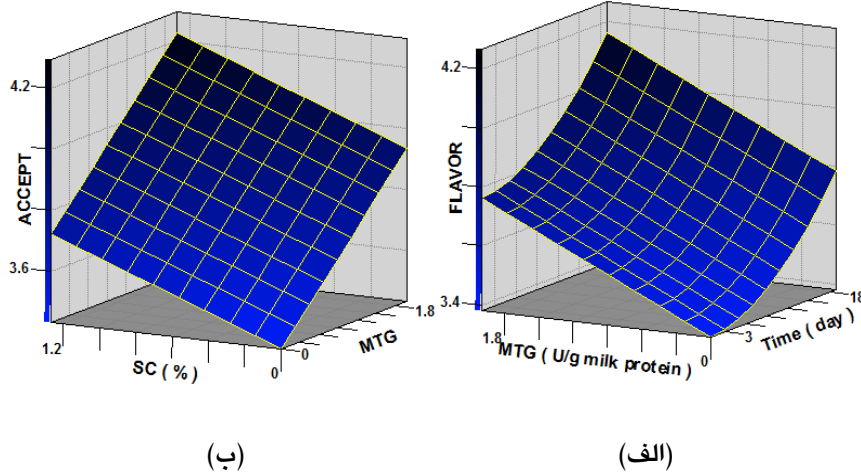 4.2
ACCEPT
3.6
1.2
SC ( % )
0
0
MTG
1.8
(ب)
4.2
FLAVOR
3.4
1.8
MTG ( U/g milk protein )
0
3
Time ( day )
18
(الف)